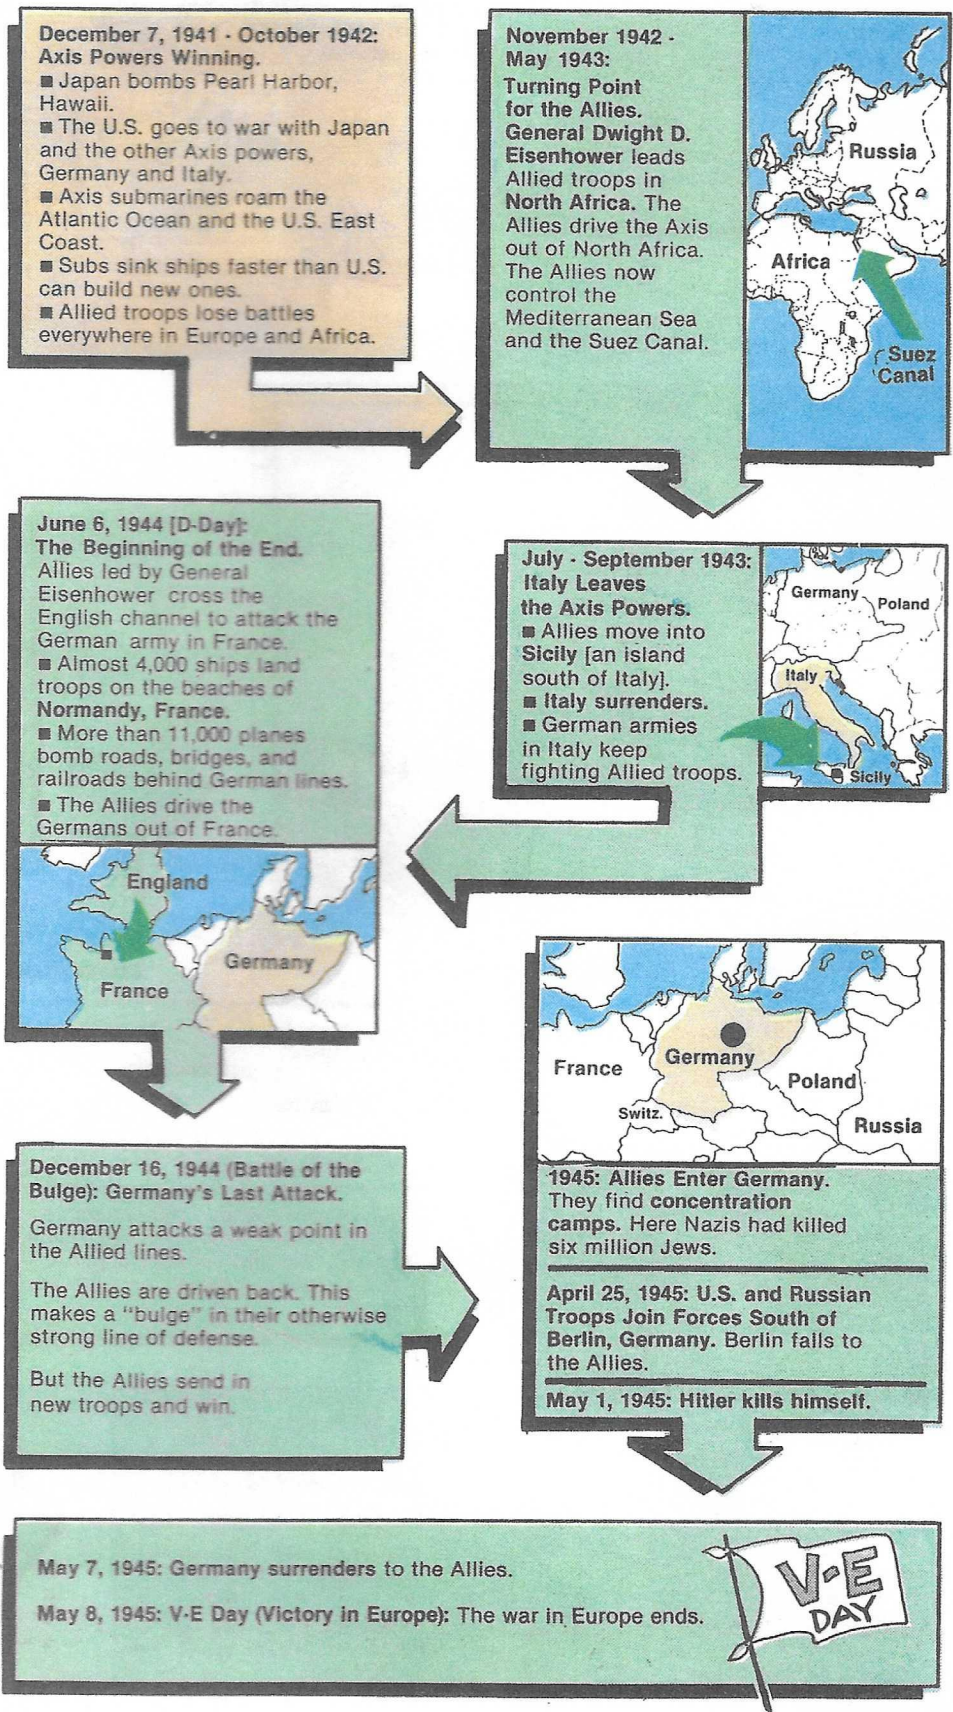 December 7, 1941 - October 1942:
Axis Powers Winning.
■ Japan bombs Pearl Harbor,
Hawaii.
■ The U.S. goes to war with Japan
and the other Axis powers,
Germany and Italy.
■ Axis submarines roam the
Atlantic Ocean and the U.S. East
Coast.
■ Subs sink ships faster than U.S.
can build new ones.
■ Allied troops lose battles
everywhere in Europe and Africa.
November 1942 -
May 1943:
Turning Point
for the Allies.
General Dwight D.
Eisenhower leads
Allied troops in
North Africa. The
Allies drive the Axis
out of North Africa.
The Allies now
control the
Mediterranean Sea
and the Suez Canal.
Russia
Africa
Suez
Canal
July - September 1943:
Italy Leaves
the Axis Powers.
■ Allies move into
Sicily [an island
south of Italy].
■ Italy surrenders.
■ German armies
in Italy keep
fighting Allied troops.
Germany
Poland
Italy
Sicily
June 6, 1944 [D-Day]:
The Beginning of the End.
Allies led by General
Eisenhower cross the
English channel to attack the
German army in France.
■ Almost 4,000 ships land
troops on the beaches of
Normandy, France.
■ More than 11,000 planes
bomb roads, bridges, and
railroads behind German lines.
■ The Allies drive the
Germans out of France.
England
Germany
France
December 16, 1944 (Battle of the
Bulge): Germany's Last Attack.
Germany attacks a weak point in
the Allied lines.
The Allies are driven back. This
makes a "bulge" in their otherwise
strong line of defense.
But the Allies send in
new troops and win.
France
Germany
Poland
Switz.
Russia
1945: Allies Enter Germany.
They find concentration
camps. Here Nazis had killed
six million Jews.
April 25, 1945: U.S. and Russian
Troops Join Forces South of
Berlin, Germany. Berlin falls to
the Allies.
May 1, 1945: Hitler kills himself.
May 7, 1945: Germany surrenders to the Allies.
May 8, 1945: V-E Day (Victory in Europe): The war in Europe ends.
V-E
DAY